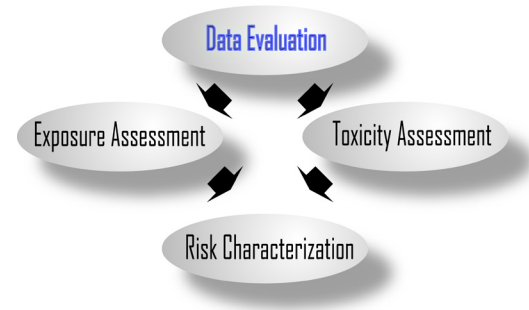 Data Evaluation
Exposure Assessment
Toxicity Assessment
Risk Characterization